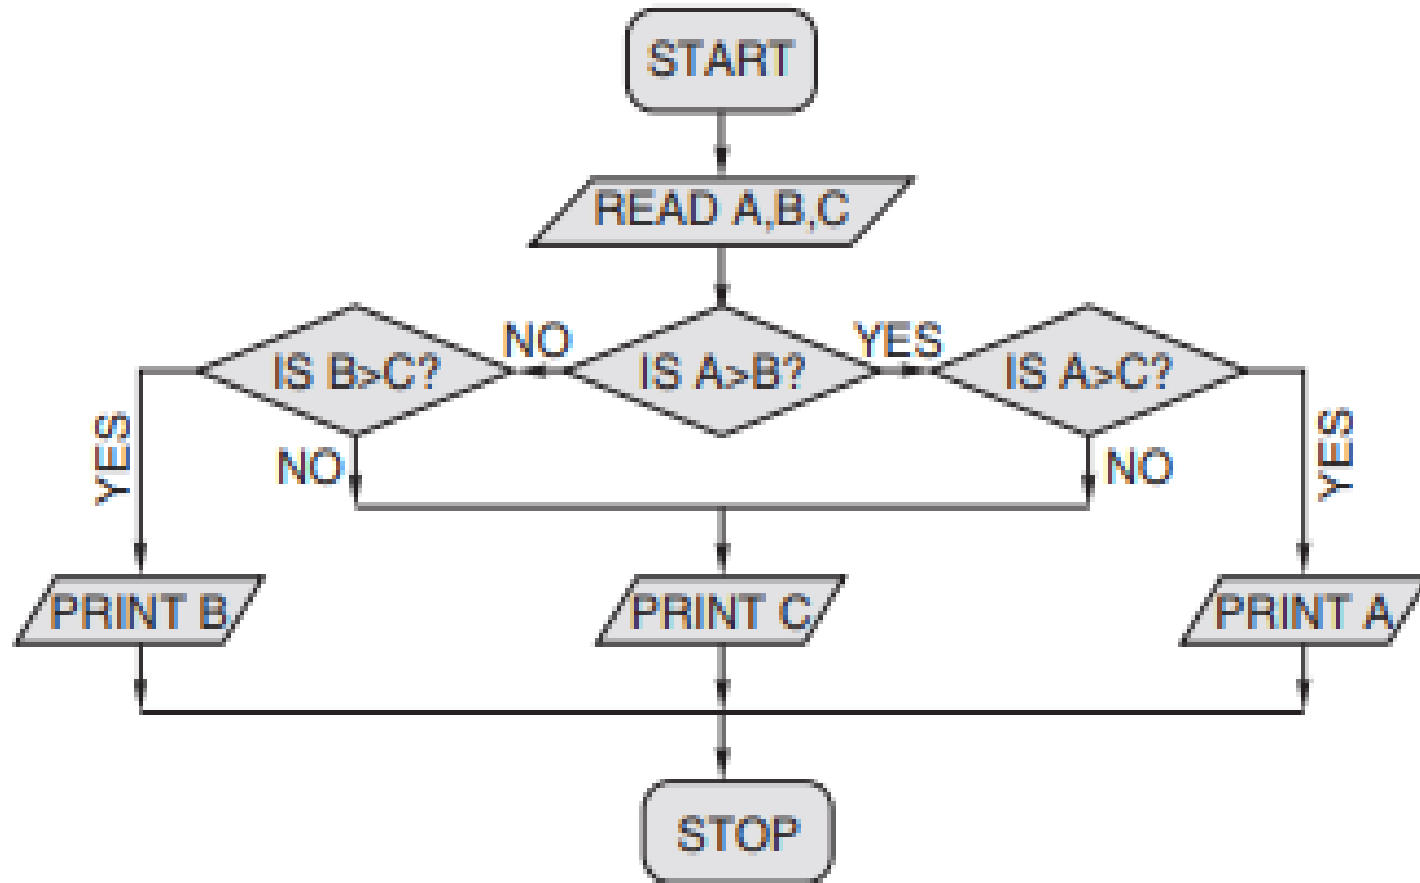 START
READ A,B,C
NO
YES
IS B>C?
IS A>B?
IS A>C?
YES
NO
NO
YES
PRINT B
PRINT C
PRINT A
STOP